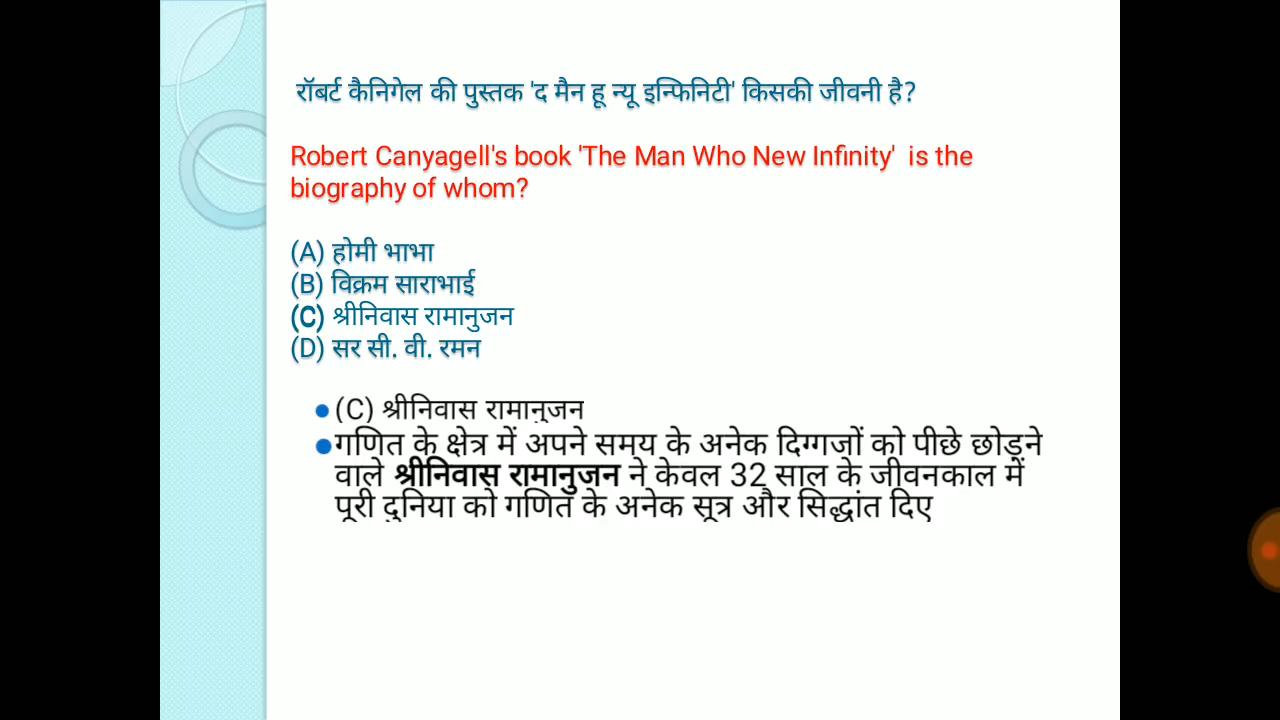 रॉबर्ट कैनिगेल की पुस्तक 'द मैन हू न्यू इन्फिनिटी' किसकी जीवनी है?
Robert Canyagell's book 'The Man Who New Infinity' is the
biography of whom?
(A) होमी भाभा
(B) विक्रम साराभाई
(C) श्रीनिवास रामानुजन
(D) सर सी. वी. रमन
(C) श्रीनिवास रामानुजन
गणित के क्षेत्र में अपने समय के अनेक दिग्गजों को पीछे छोड़ने
वाले श्रीनिवास रामानुजन ने केवल 32 साल के जीवनकाल में
पूरी दुनिया को गणित के अनेक सूत्र और सिद्धांत दिए